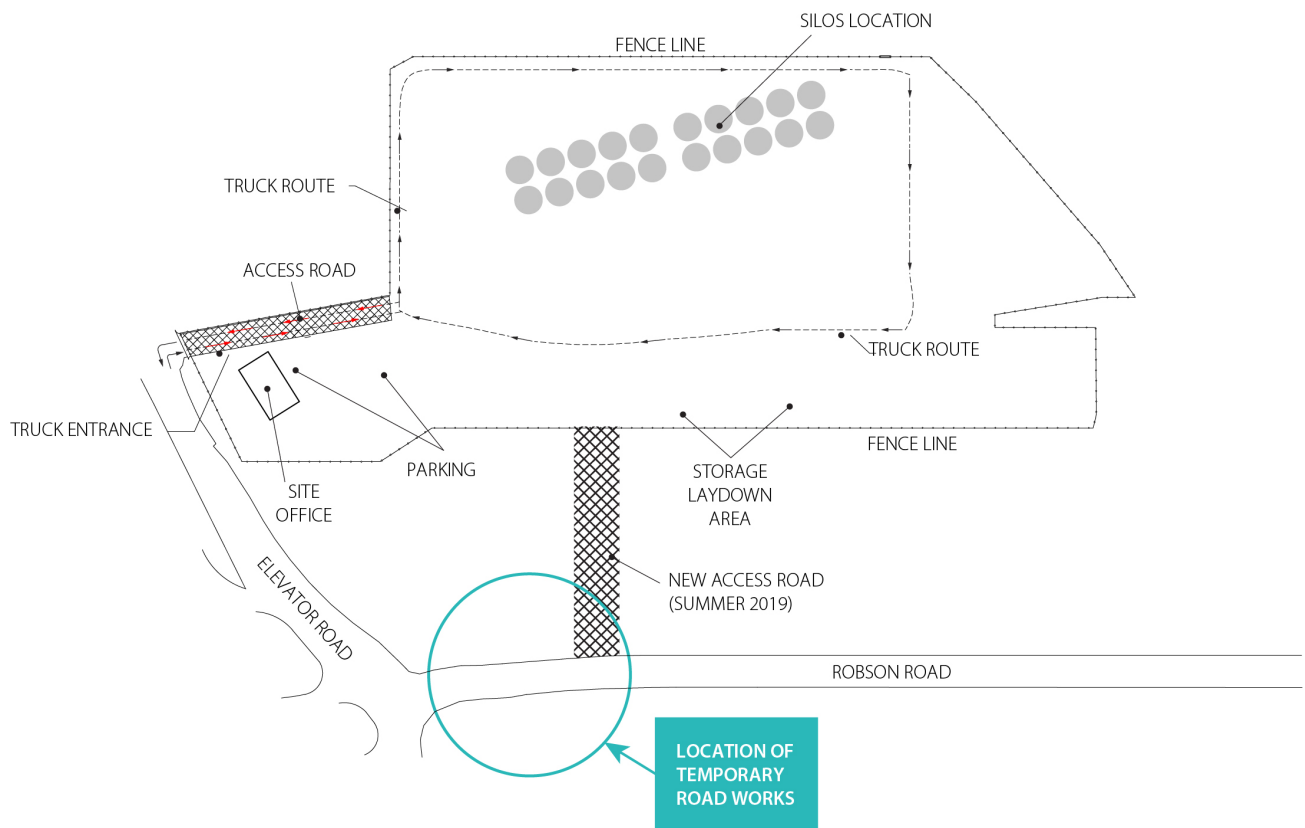 SILOS LOCATION
FENCE LINE
TRUCK ROUTE
ACCESS ROAD
TRUCK ROUTE
TRUCK ENTRANCE
FENCE LINE
PARKING
STORAGE
LAYDOWN
AREA
SITE
OFFICE
NEW ACCESS ROAD
(SUMMER 2019)
ELEVATOR ROAD
ROBSON ROAD
LOCATION OF
TEMPORARY
ROAD WORKS